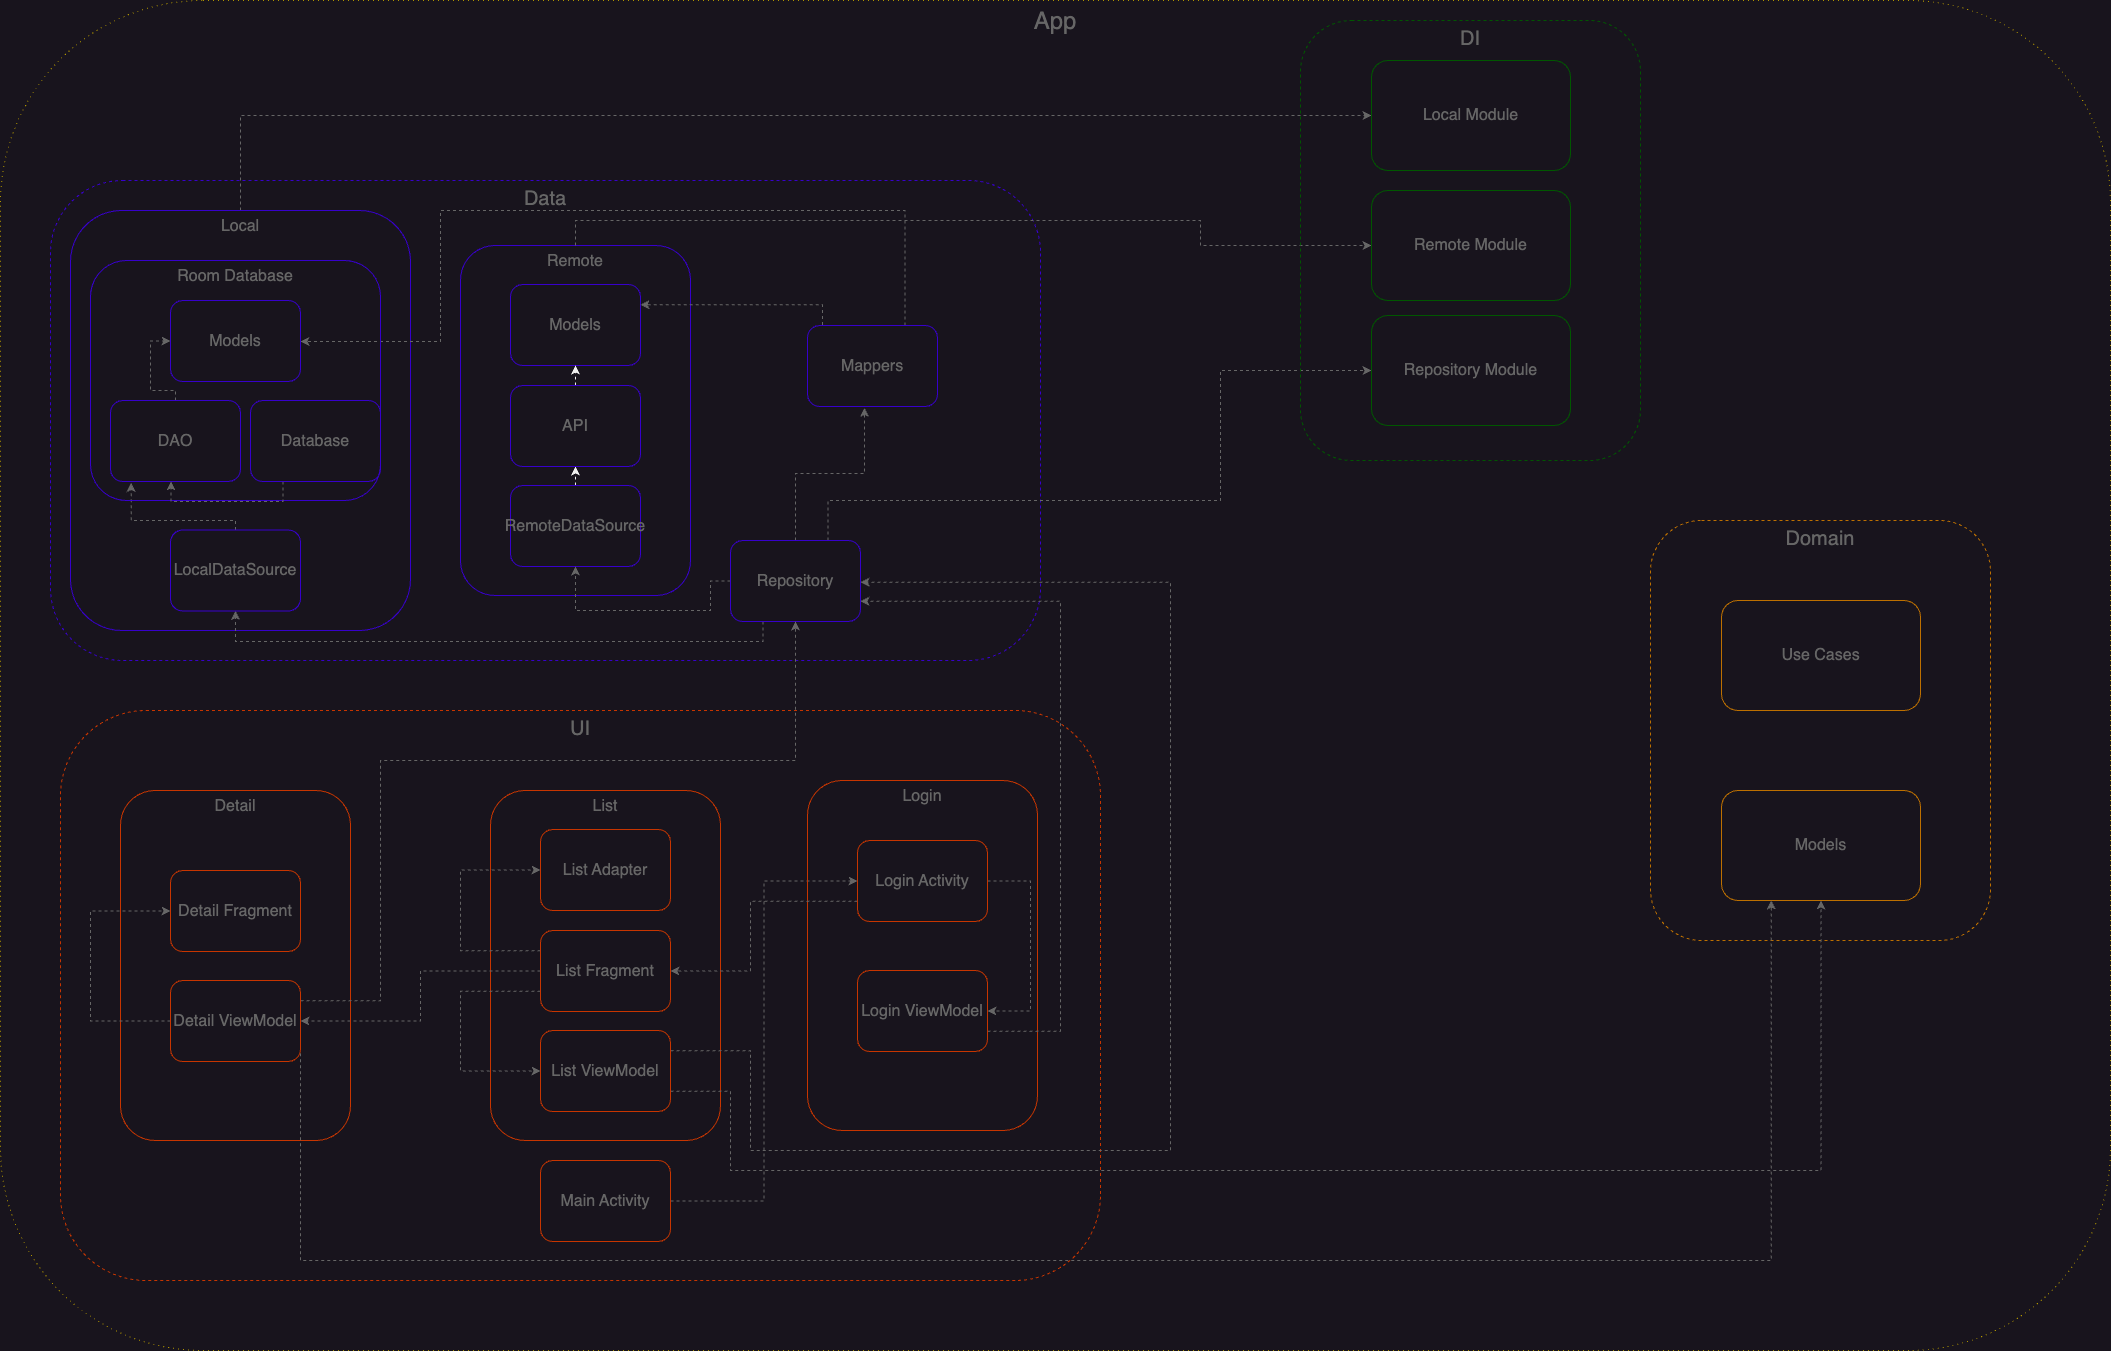 App
DI
Local Module
Remote Module
Repository Module
Data
Local
Room Database
Models
DAO
Database
LocalDataSource
Remote
Models
API
RemoteDataSource
Mappers
Repository
Domain
Use Cases
Models
UI
Detail
Detail Fragment
Detail ViewModel
List
List Adapter
List Fragment
List ViewModel
Login
Login Activity
Login ViewModel
Main Activity